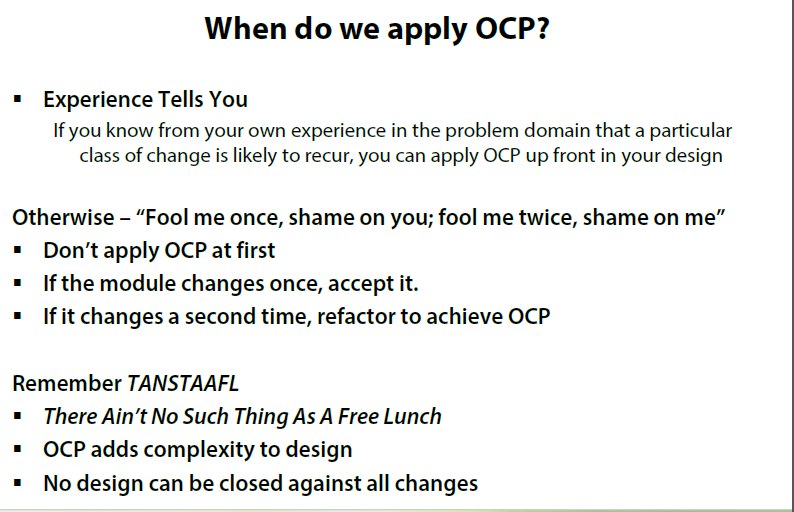 When do we apply OCP?
▪ Experience Tells You
If you know from your own experience in the problem domain that a particular
class of change is likely to recur, you can apply OCP up front in your design
Otherwise – “Fool me once, shame on you; fool me twice, shame on me”
▪ Don’t apply OCP at first
▪ If the module changes once, accept it.
▪ If it changes a second time, refactor to achieve OCP
Remember TANSTAAFL
▪ There Ain’t No Such Thing As A Free Lunch
▪ OCP adds complexity to design
▪ No design can be closed against all changes